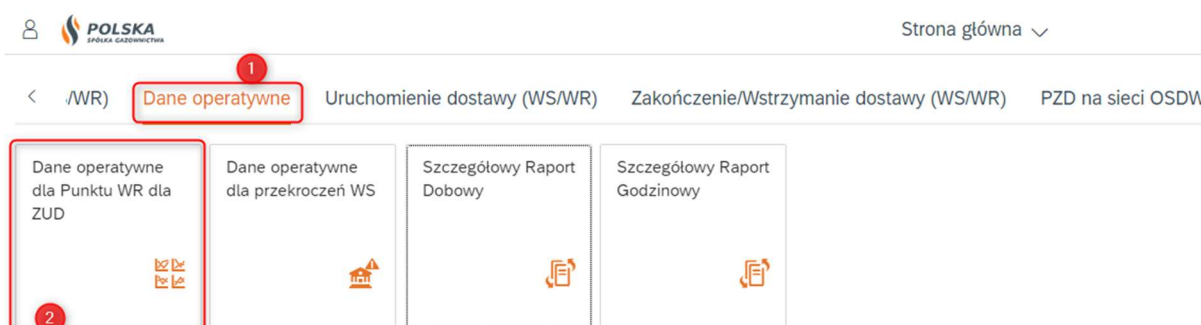 POLSKA
SPÓŁKA GAZOWNICTWA
Strona główna
1
/WR) Dane operatywne Uruchomienie dostawy (WS/WR) Zakończenie/Wstrzymanie dostawy (WS/WR) PZD na sieci OSDW
Dane operatywne
dla Punktu WR dla
ZUD
Dane operatywne
dla przekroczeń WS
Szczegółowy Raport
Dobowy
Szczegółowy Raport
Godzinowy
2